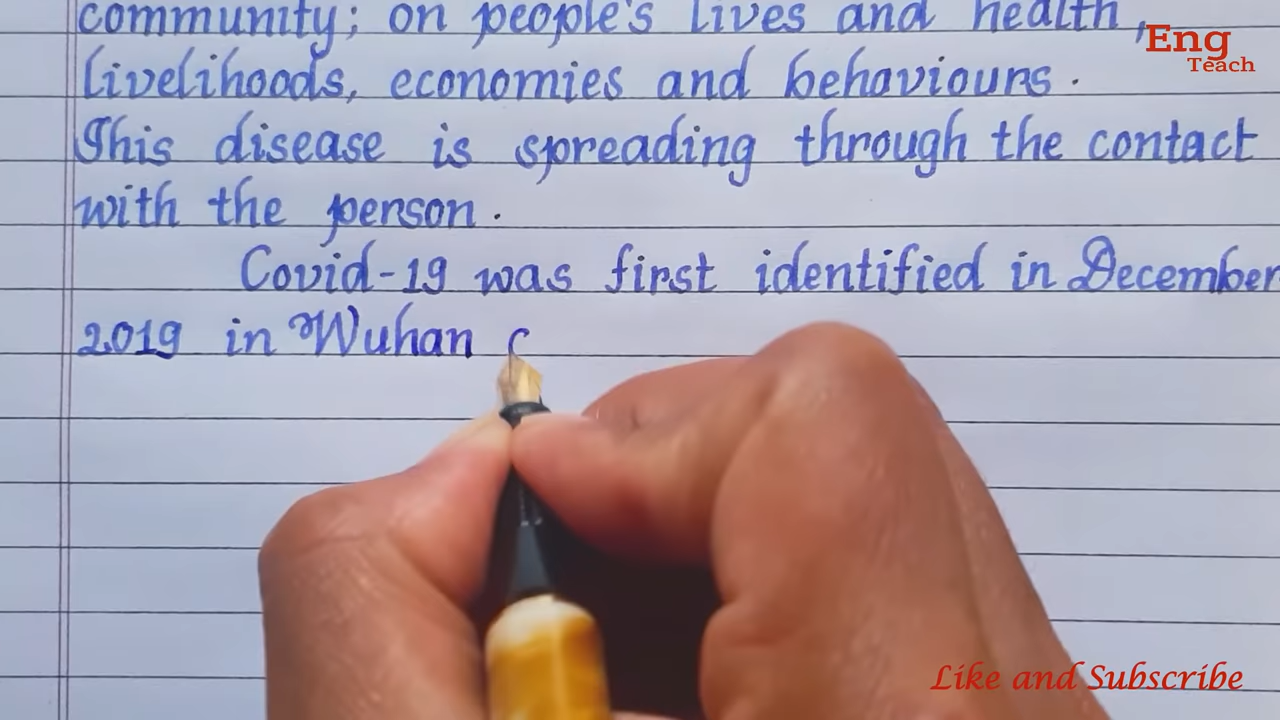 community; on people's lives and health,
livelihoods, economies and behaviours.
This disease is spreading through the contact
with the person.
Covid-19 was first identified in December
2019 in Wuhan c
Eng
Teach
Like and Subscribe